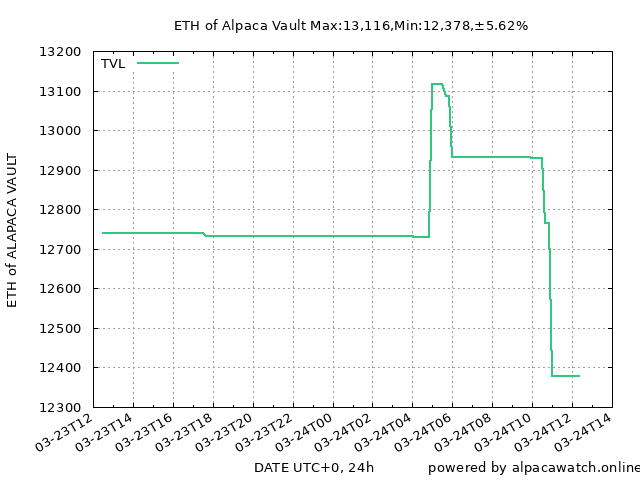 ETH of Alpaca Vault Max:13,116,Min:12,378,±5.62%
TVL
13200
13100
13000
12900
12800
12700
12600
12500
12400
12300
ETH of ALAPACA VAULT
03-23T12
03-23T14
03-23T16
03-23T18
03-23T20
03-23T22
03-24T00
03-24T02
03-24T04
03-24T06
03-24T08
03-24T10
03-24T12
03-24T14
DATE UTC+0, 24h
powered by alpacawatch.online